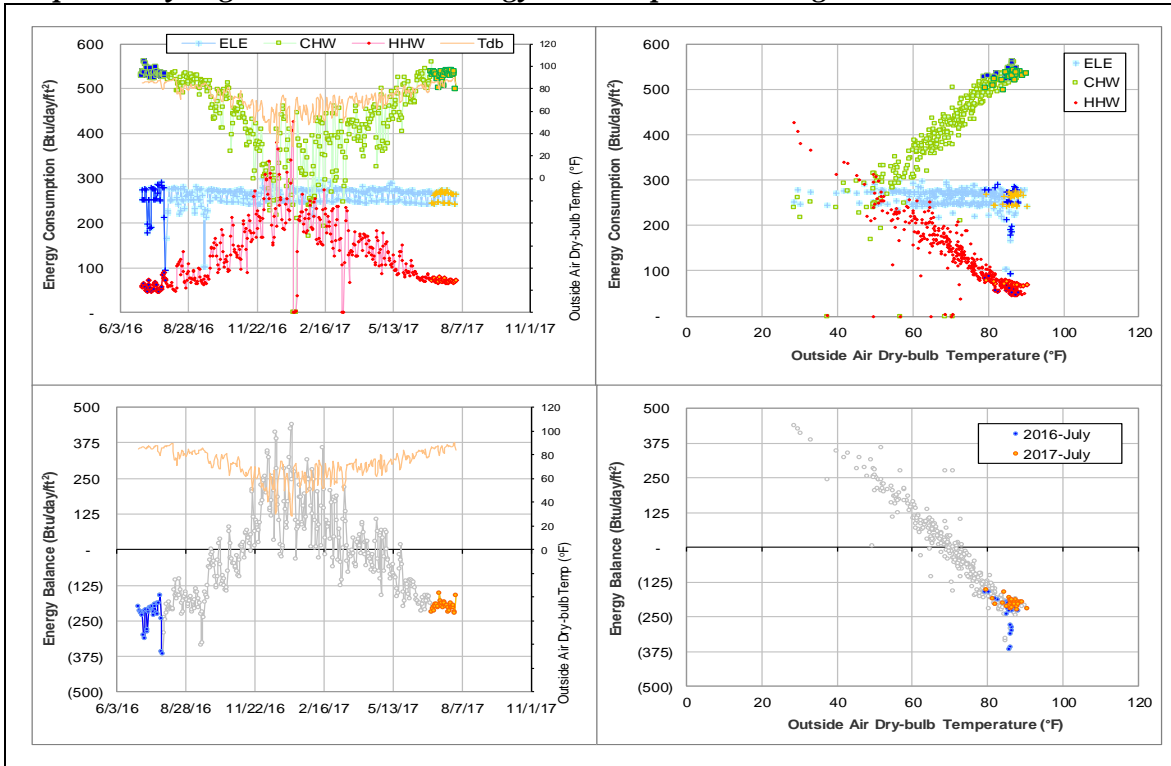 ELE CHW HHW Tdb
Energy Consumption (Btu/day/ft²)
600
500
400
300
200
100
-
120
100
80
60
40
20
0
Outside Air Dry-bulb Temp. (°F)
6/3/16 8/28/16 11/22/16 2/16/17 5/13/17 8/7/17 11/1/17
Energy Consumption (Btu/day/ft²)
600
500
400
300
200
100
-
ELE
CHW
HHW
0 20 40 60 80 100 120
Outside Air Dry-bulb Temperature (°F)
Energy Balance (Btu/day/ft²)
500
375
250
125
-
(125)
(250)
(375)
(500)
120
100
80
60
40
20
0
Outside Air Dry-bulb Temp (°F)
6/3/16 8/28/16 11/22/16 2/16/17 5/13/17 8/7/17 11/1/17
Energy Balance (Btu/day/ft²)
500
375
250
125
-
(125)
(250)
(375)
(500)
2016-July
2017-July
0 20 40 60 80 100 120
Outside Air Dry-bulb Temperature (°F)